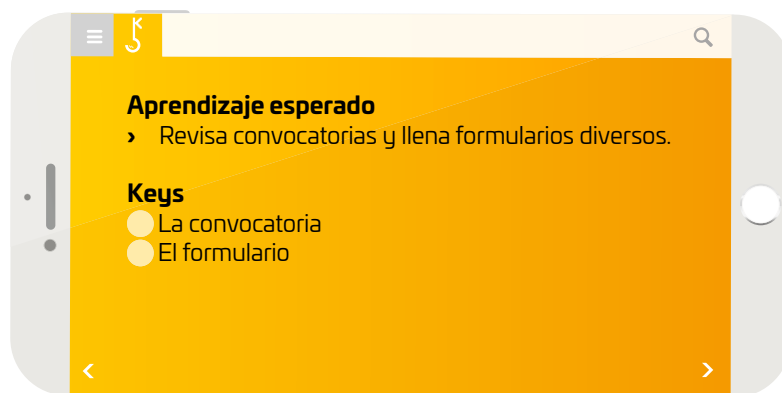 Aprendizaje esperado
› Revisa convocatorias y llena formularios diversos.
Keys
La convocatoria
El formulario